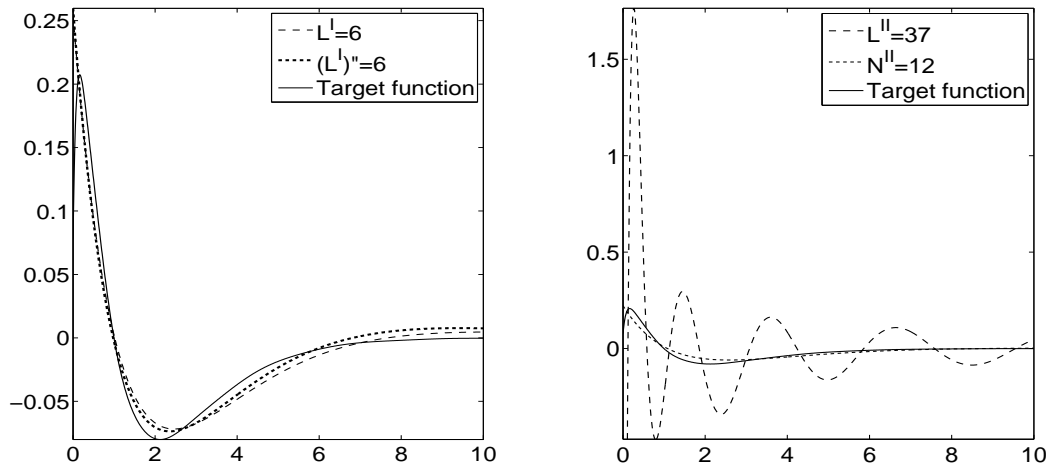 0.25
0.2
0.15
0.1
0.05
0
−0.05
0 2 4 6 8 10
L^I=6
(L^I)"=6
Target function
1.5
1
0.5
0
0 2 4 6 8 10
L^II=37
N^II=12
Target function